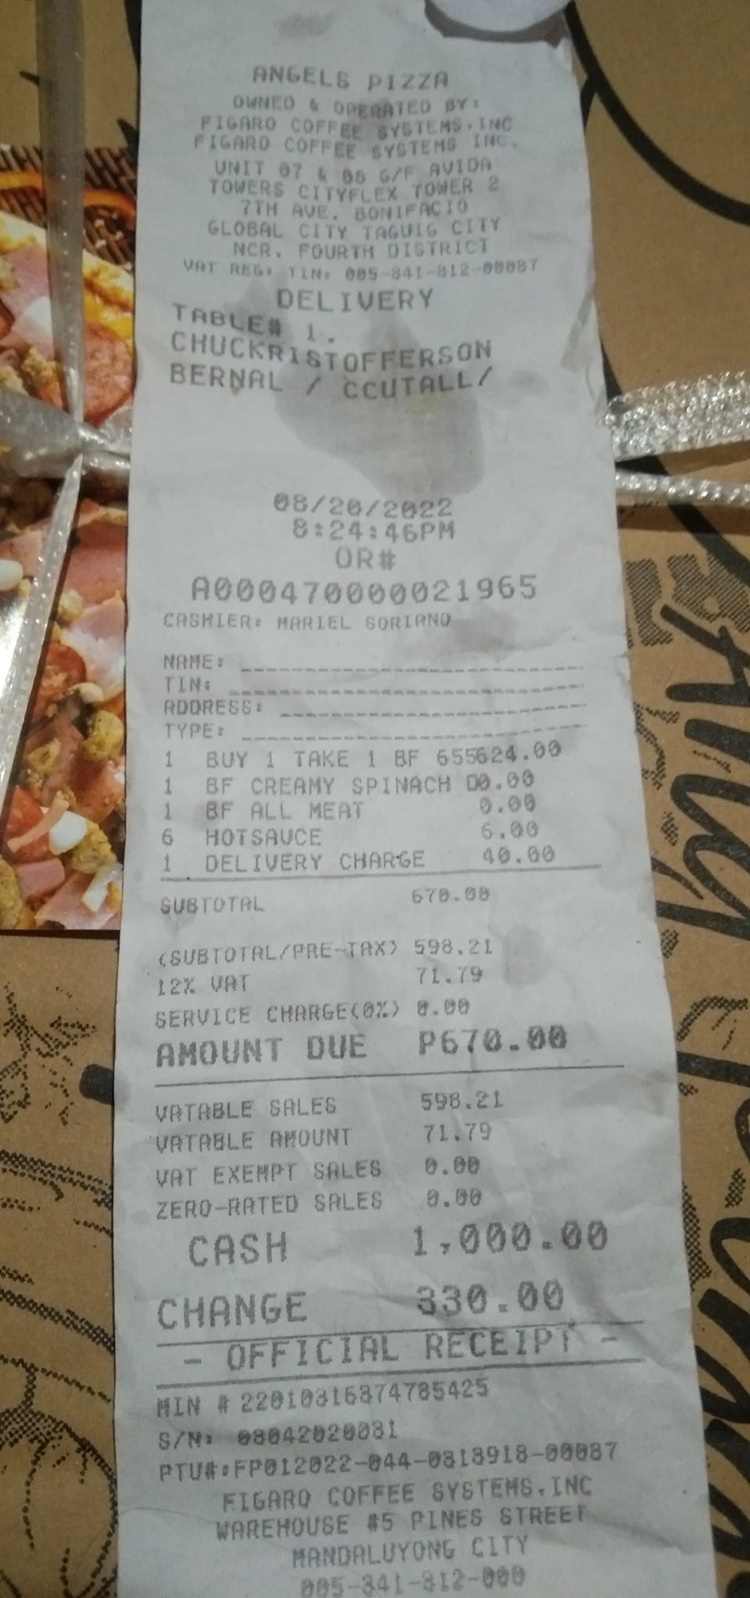 ANGELS PIZZA
OWNED & OPERATED BY:
FIGARO COFFEE SYSTEMS,INC
FIGARO COFFEE SYSTEMS INC.
UNIT 07 & 08 G/F AVIDA
TOWERS CITYFLEX TOWER 2
7TH AVE. BONIFACIO
GLOBAL CITY TAGUIG CITY
NCR, FOURTH DISTRICT
VAT REG: TIN: 005-841-812-00087
DELIVERY
TABLE# 1.
CHUCKRISTOFFERSON
BERNAL / CCUTALL/
08/20/2022
8:24:46PM
OR#
A000470000021965
CASHIER: MARIEL SORIANO
NAME:
TIN:
ADDRESS:
TYPE:
1 BUY 1 TAKE 1 BF 655624.00
1 BF CREAMY SPINACH D0.00
1 BF ALL MEAT 0.00
6 HOTSAUCE 6.00
1 DELIVERY CHARGE 40.00
SUBTOTAL 670.00
(SUBTOTAL/PRE-TAX) 598.21
12% VAT 71.79
SERVICE CHARGE(0%) 0.00
AMOUNT DUE P670.00
VATABLE SALES 598.21
VATABLE AMOUNT 71.79
VAT EXEMPT SALES 0.00
ZERO-RATED SALES 0.00
CASH 1,000.00
CHANGE 330.00
- OFFICIAL RECEIPT -
MIN # 22010316874785425
S/N: 08042020031
PTU#:FP012022-044-0318918-00087
FIGARO COFFEE SYSTEMS,INC
WAREHOUSE #5 PINES STREET
MANDALUYONG CITY
005-841-812-000